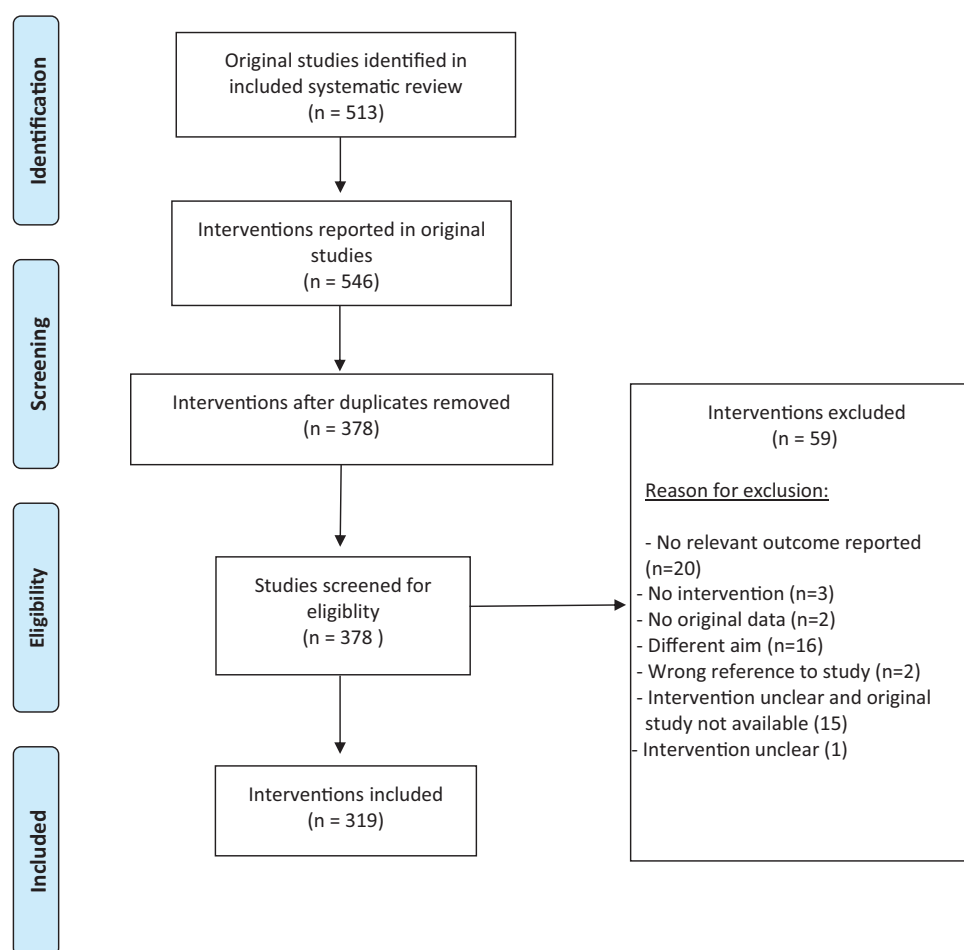 Identification
Original studies identified in
included systematic review
(n = 513)
Interventions reported in original
studies
(n = 546)
Screening
Interventions after duplicates removed
(n = 378)
Eligibility
Studies screened for
eligiblity
(n = 378 )
Interventions excluded
(n = 59)
Reason for exclusion:
- No relevant outcome reported
(n=20)
- No intervention (n=3)
- No original data (n=2)
- Different aim (n=16)
- Wrong reference to study (n=2)
- Intervention unclear and original
study not available (15)
- Intervention unclear (1)
Included
Interventions included
(n = 319)